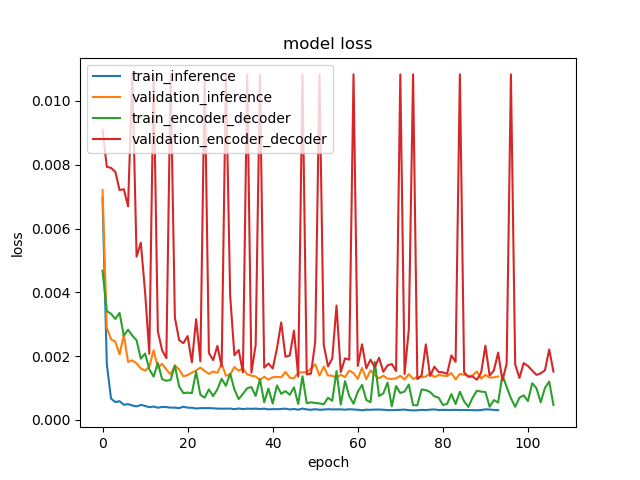 model loss
train_inference
validation_inference
train_encoder_decoder
validation_encoder_decoder
loss
0.010
0.008
0.006
0.004
0.002
0.000
0 20 40 60 80 100
epoch